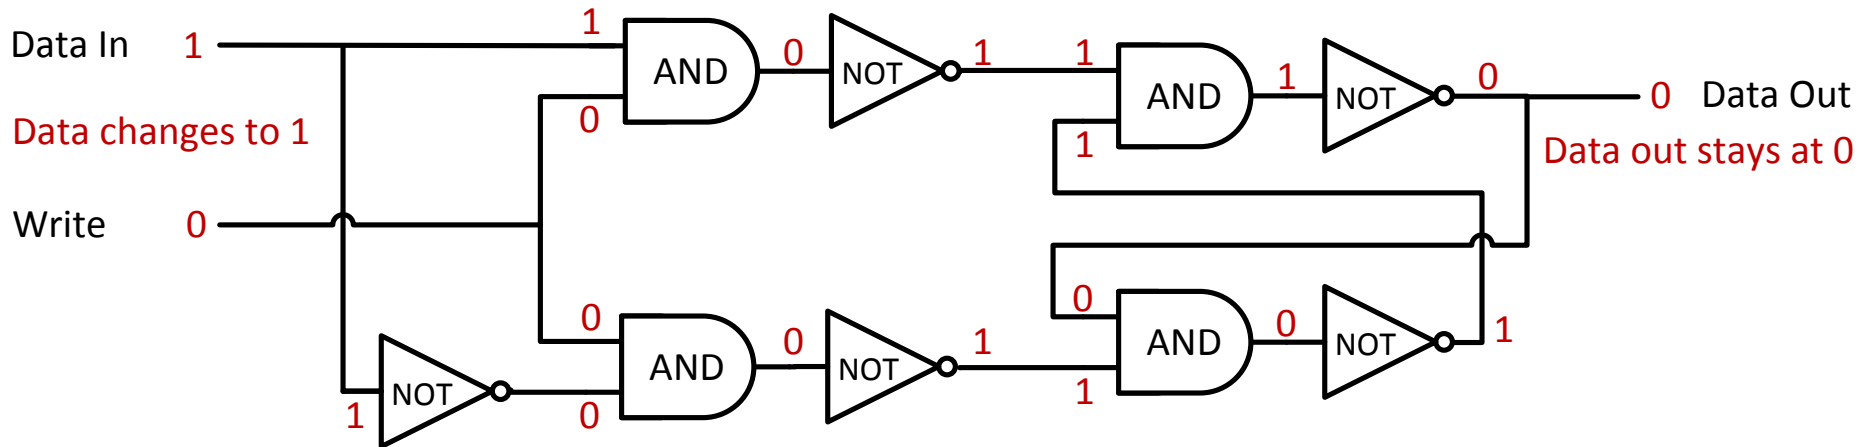 Data In 1 1 AND 0 NOT 1 1 AND 1 NOT 0 0 Data Out
0
Data changes to 1
1
Data out stays at 0
Write 0
0 AND 0 NOT 1 0 AND 0 NOT 1
1 NOT 0 1